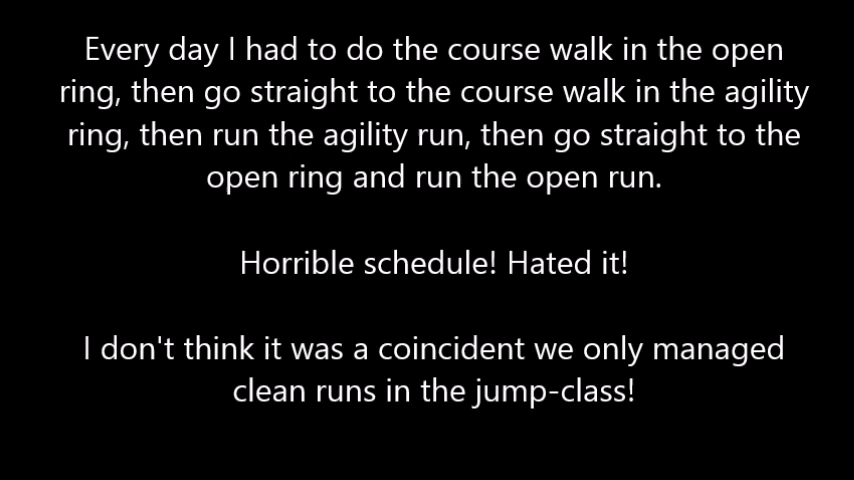 Every day I had to do the course walk in the open
ring, then go straight to the course walk in the agility
ring, then run the agility run, then go straight to the
open ring and run the open run.
Horrible schedule! Hated it!
I don't think it was a coincident we only managed
clean runs in the jump-class!